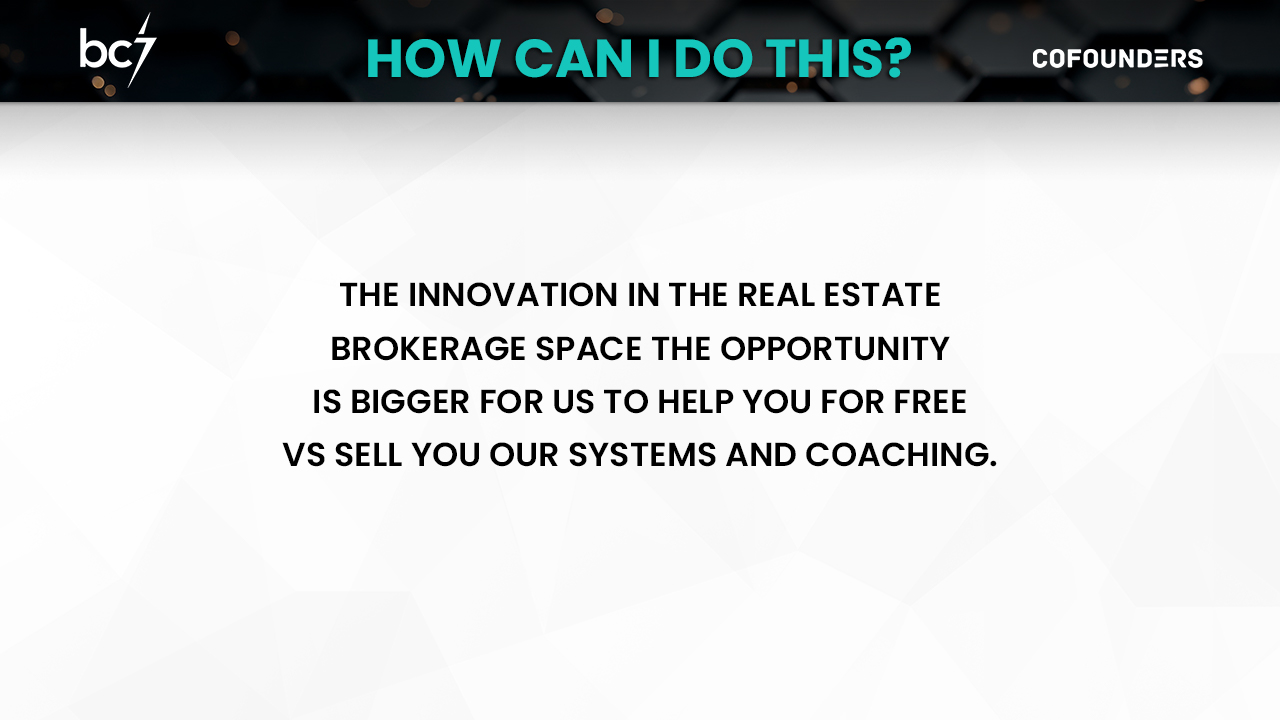 bc7
HOW CAN I DO THIS?
COFOUNDERS
THE INNOVATION IN THE REAL ESTATE
BROKERAGE SPACE THE OPPORTUNITY
IS BIGGER FOR US TO HELP YOU FOR FREE
VS SELL YOU OUR SYSTEMS AND COACHING.